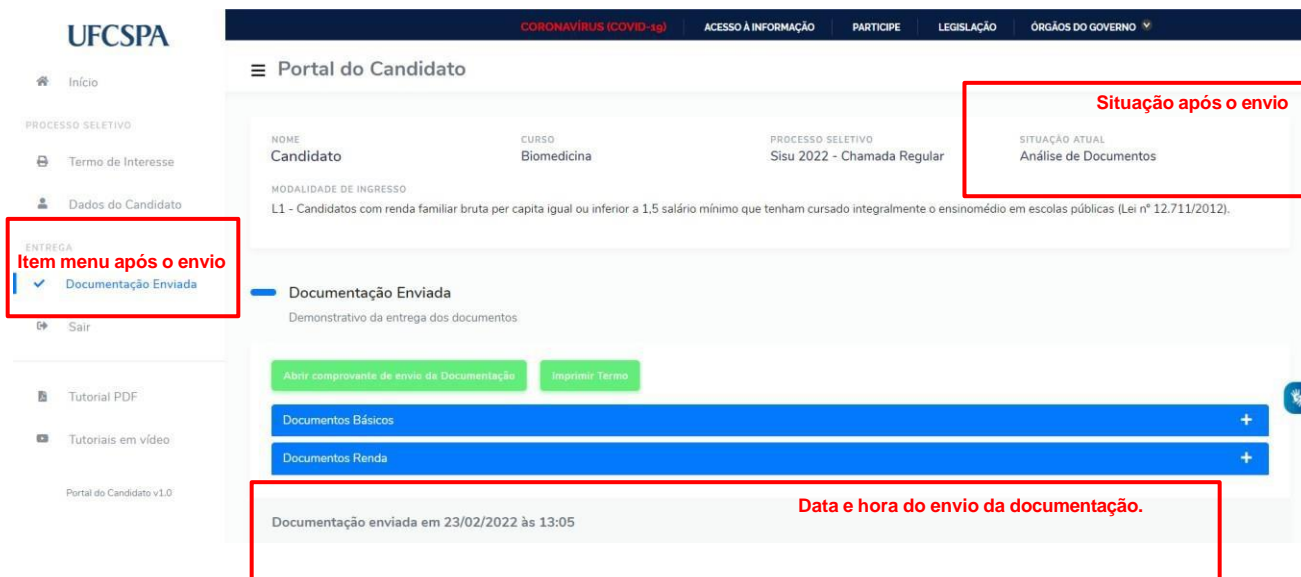 UFCSPA
CORONAVÍRUS (COVID-19) ACESSO À INFORMAÇÃO PARTICIPE LEGISLAÇÃO ÓRGÃOS DO GOVERNO
Início
Portal do Candidato
Situação após o envio
PROCESSO SELETIVO
Termo de Interesse
Dados do Candidato
NOME CURSO PROCESSO SELETIVO SITUAÇÃO ATUAL
Candidato Biomedicina Sisu 2022 - Chamada Regular Análise de Documentos
MODALIDADE DE INGRESSO
L1 - Candidatos com renda familiar bruta per capita igual ou inferior a 1,5 salário mínimo que tenham cursado integralmente o ensinomédio em escolas públicas (Lei nº 12.711/2012).
ENTREGA
Item menu após o envio
Documentação Enviada
Sair
Documentação Enviada
Demonstrativo da entrega dos documentos
Tutorial PDF
Tutoriais em vídeo
Portal do Candidato v1.0
Abrir comprovante de envio da Documentação Imprimir Termo
Documentos Básicos +
Documentos Renda +
Data e hora do envio da documentação.
Documentação enviada em 23/02/2022 às 13:05